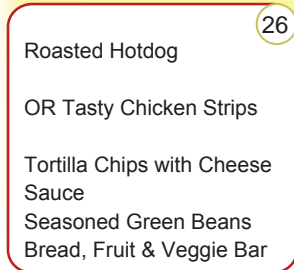 26
Roasted Hotdog
OR Tasty Chicken Strips
Tortilla Chips with Cheese
Sauce
Seasoned Green Beans
Bread, Fruit & Veggie Bar